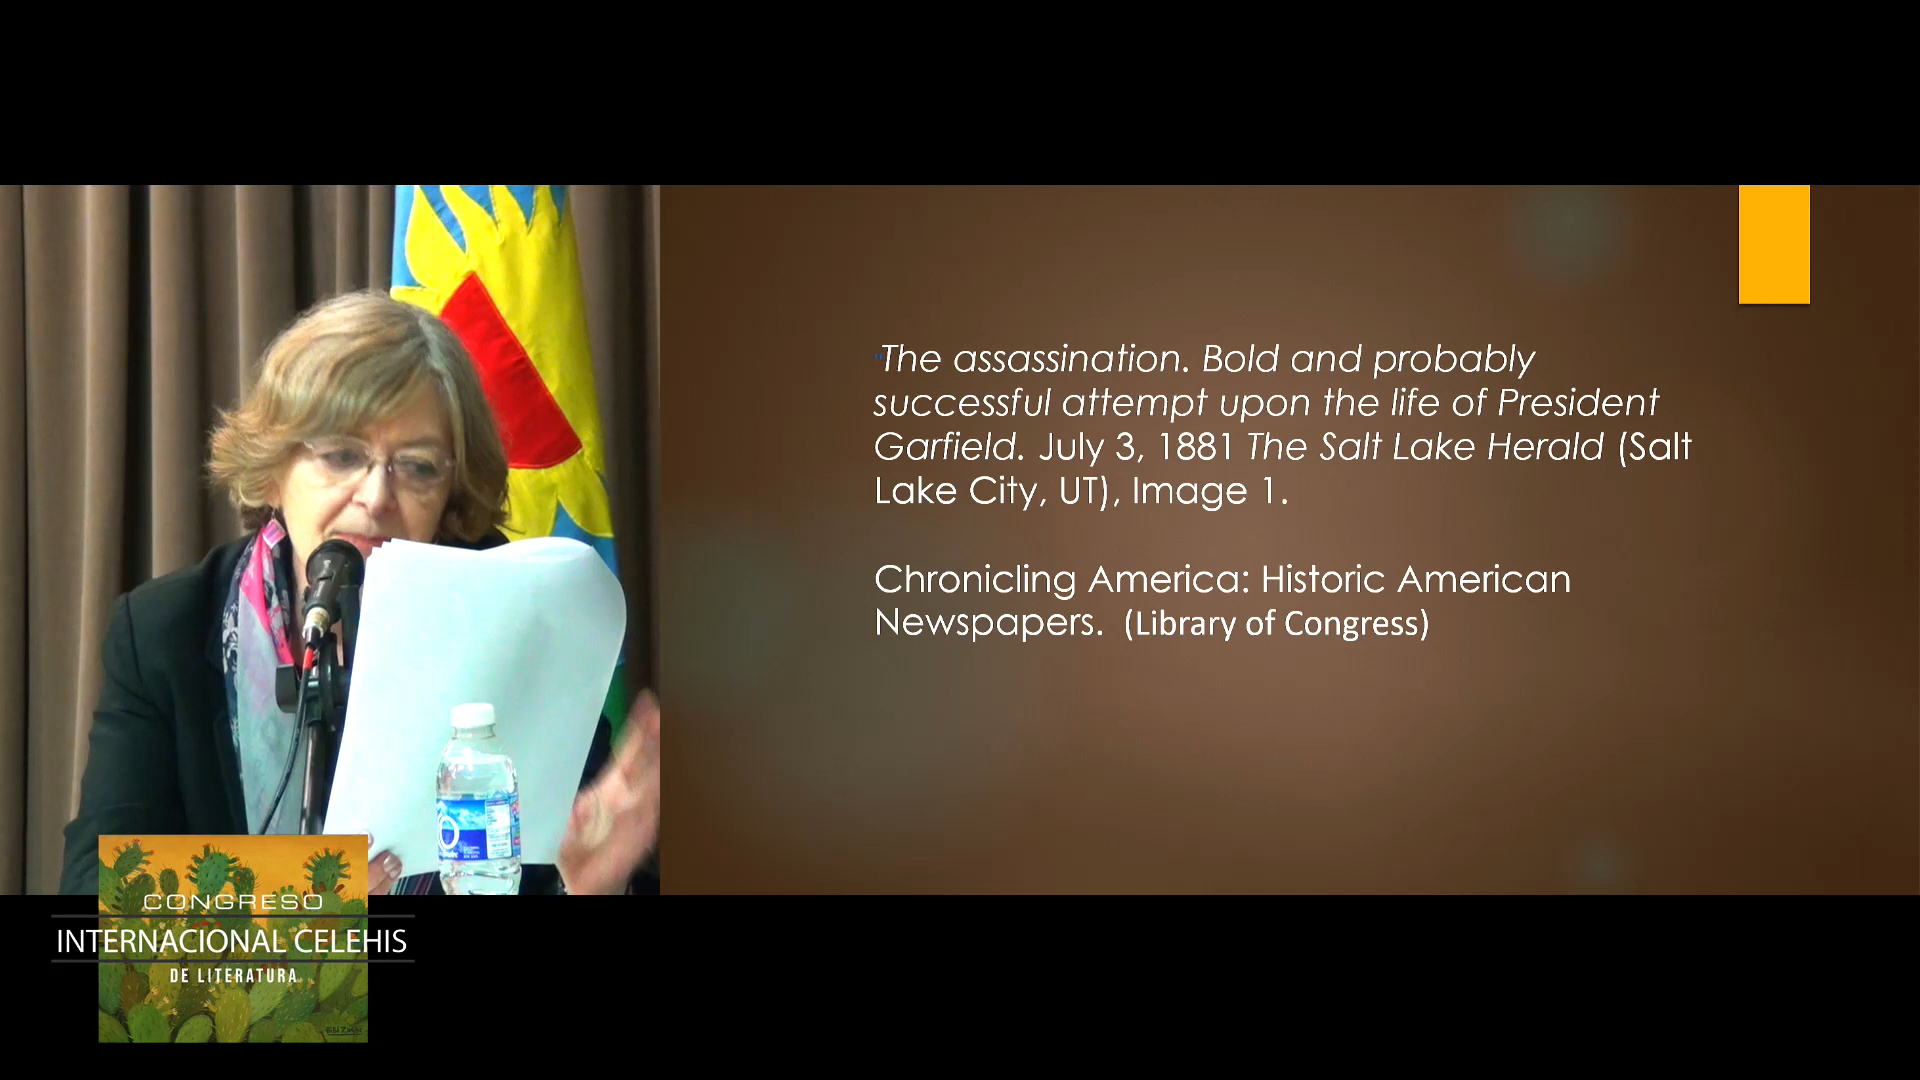 "The assassination. Bold and probably
successful attempt upon the life of President
Garfield. July 3, 1881 The Salt Lake Herald (Salt
Lake City, UT), Image 1.
Chronicling America: Historic American
Newspapers. (Library of Congress)
CONGRESO
INTERNACIONAL CELEHIS
DE LITERATURA